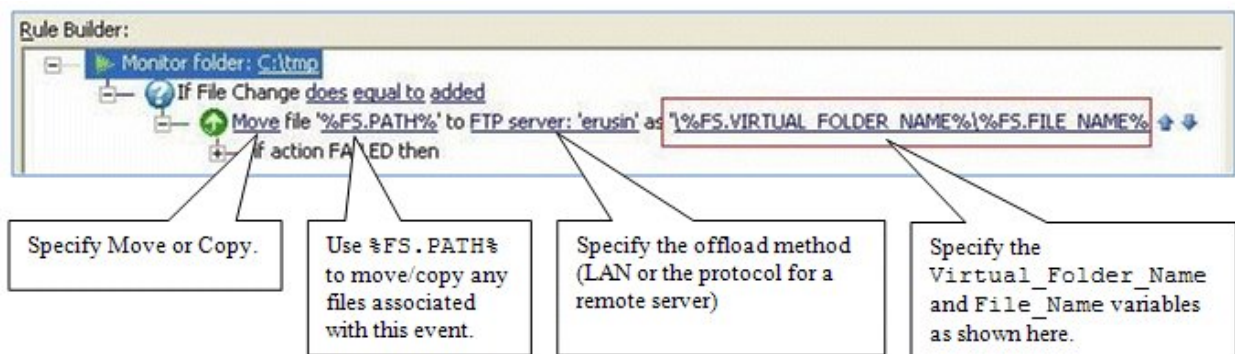 Rule Builder:
Monitor folder: C:\tmp
If File Change does equal to added
Move file '%FS.PATH%' to FTP server: 'erusin' as '\%FS.VIRTUAL_FOLDER_NAME%\%FS.FILE_NAME%
If action FAILED then
Specify Move or Copy.
Use %FS.PATH%
to move/copy any
files associated
with this event.
Specify the offload method
(LAN or the protocol for a
remote server)
Specify the
Virtual_Folder_Name
and File_Name variables
as shown here.